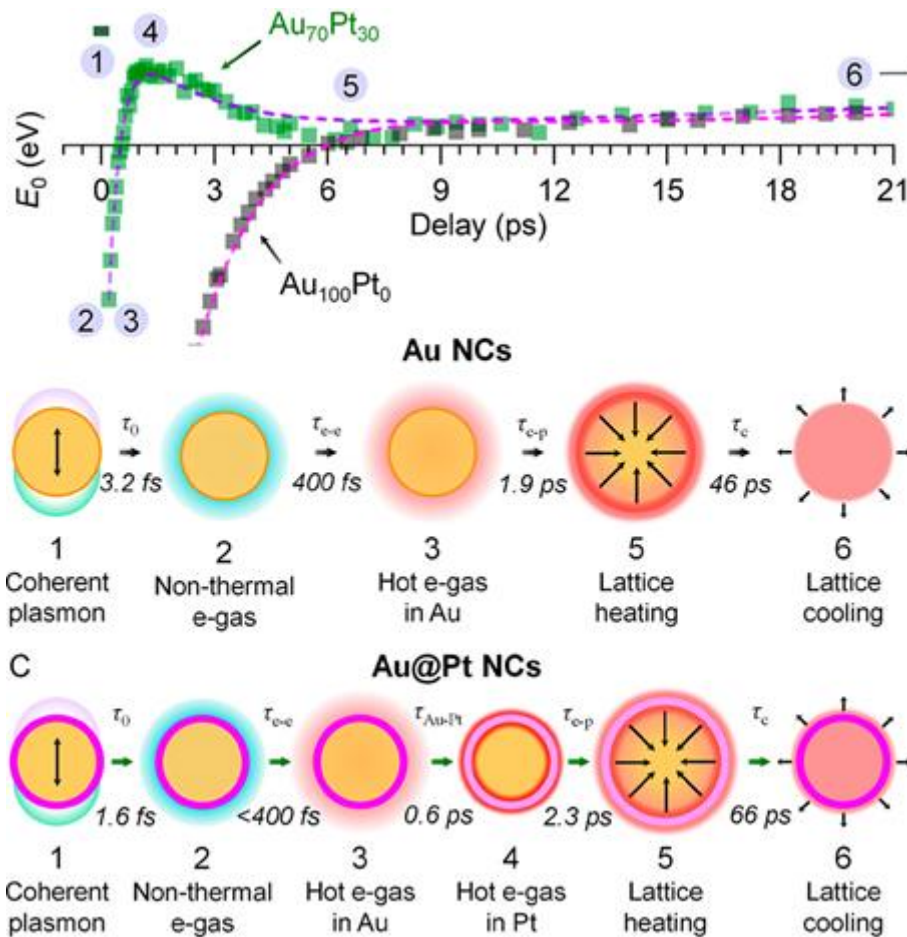 4
Au₇₀Pt₃₀
1
5
6
E₀ (eV)
0 3 6 9 12 15 18 21
Delay (ps)
Au₁₀₀Pt₀
2 3
Au NCs
τ₀ τₑ₋ₑ τₑ₋ₚ τ꜀
3.2 fs 400 fs 1.9 ps 46 ps
1 2 3 5 6
Coherent Non-thermal Hot e-gas Lattice Lattice
plasmon e-gas in Au heating cooling
C Au@Pt NCs
τ₀ τₑ₋ₑ τAu-Pt τₑ₋ₚ τ꜀
1.6 fs <400 fs 0.6 ps 2.3 ps 66 ps
1 2 3 4 5 6
Coherent Non-thermal Hot e-gas Hot e-gas Lattice Lattice
plasmon e-gas in Au in Pt heating cooling